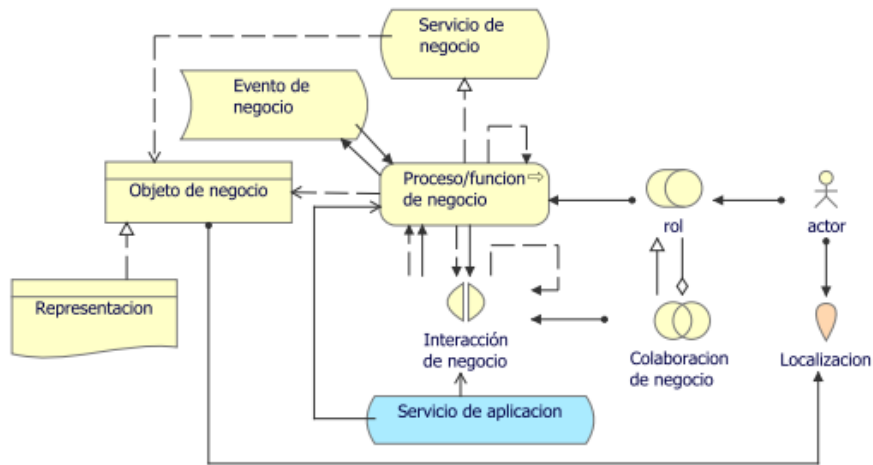 Servicio de
negocio
Evento de
negocio
Objeto de negocio
Proceso/funcion
de negocio
rol
actor
Representacion
Interacción
de negocio
Colaboracion
de negocio
Localizacion
Servicio de aplicacion